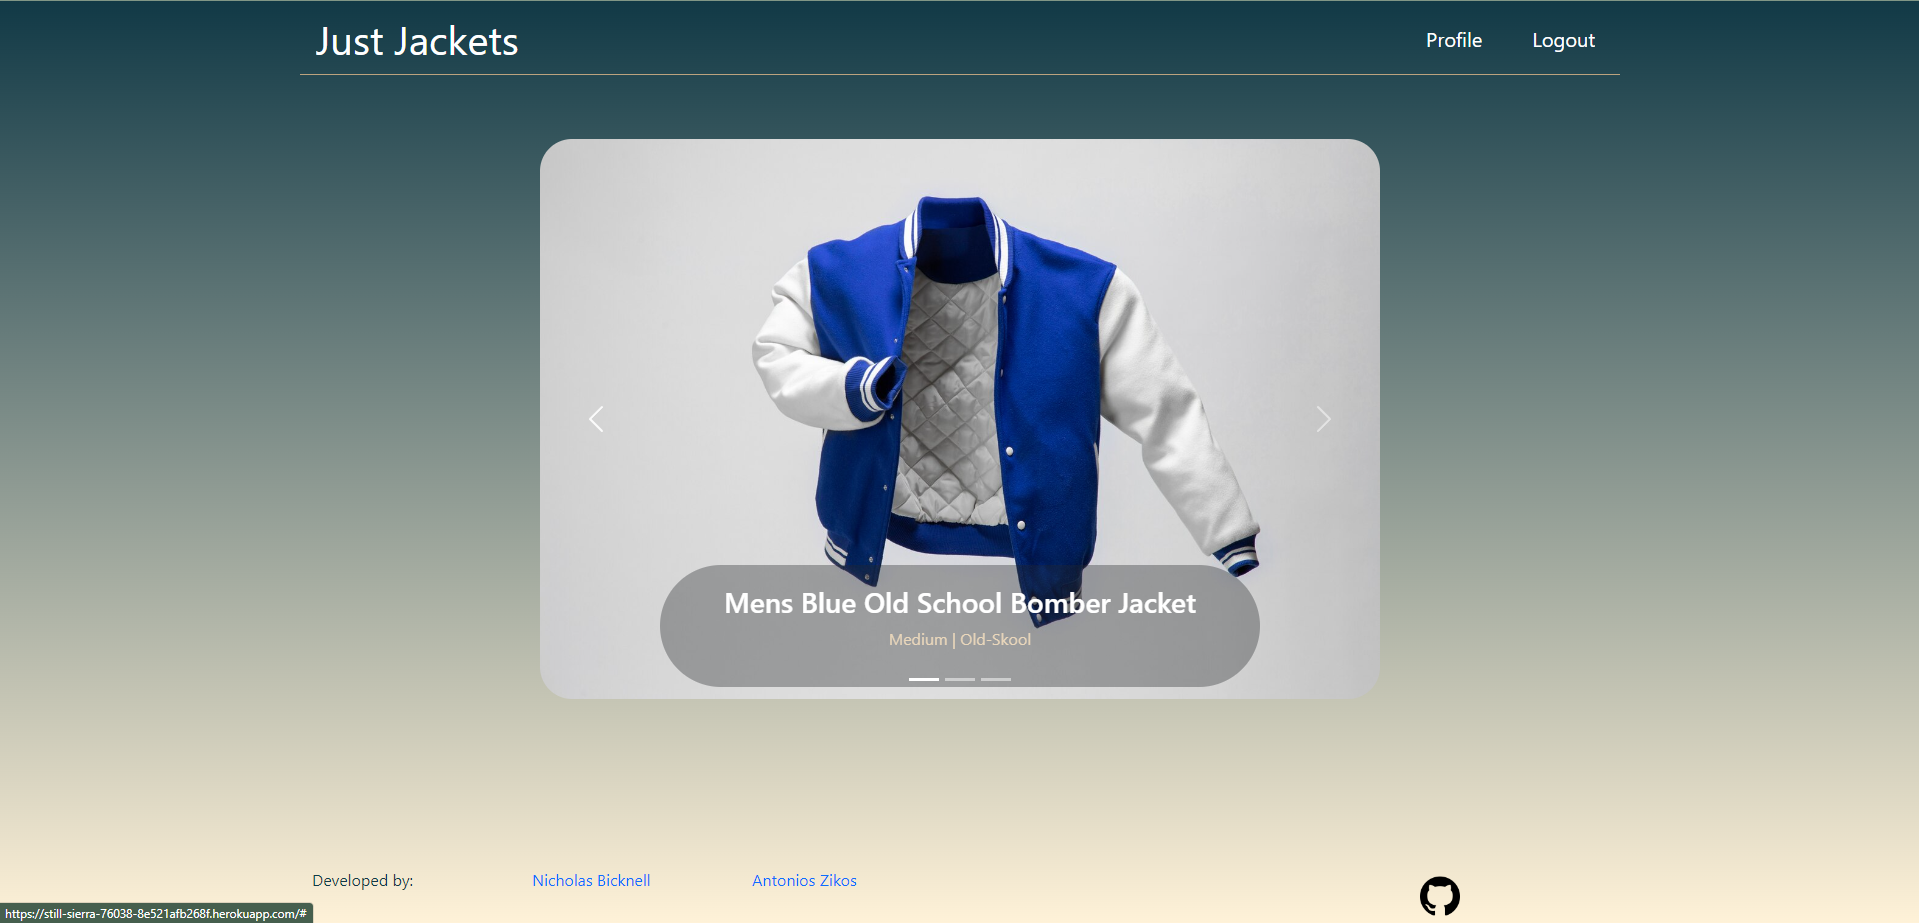 Just Jackets
Profile
Logout
Mens Blue Old School Bomber Jacket
Medium | Old-Skool
Developed by:
Nicholas Bicknell
Antonios Zikos
https://still-sierra-76038-8e521afb268f.herokuapp.com/#